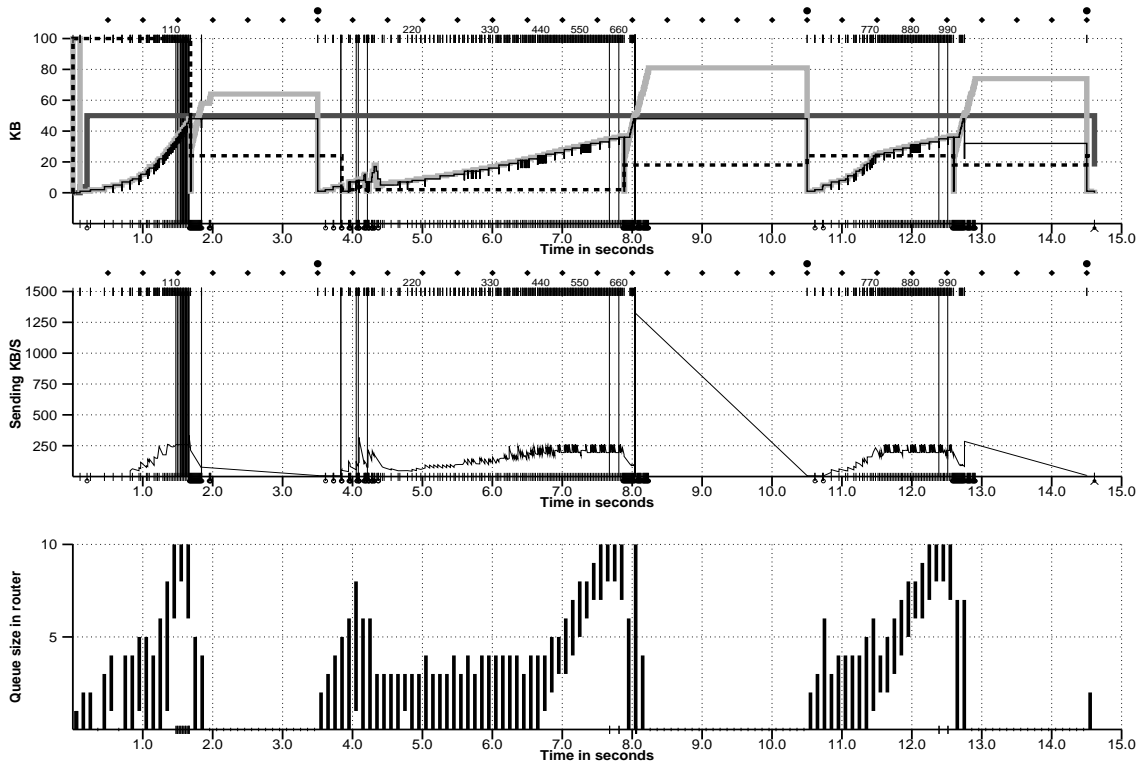 110 220 330 440 550 660 770 880 990
100
80
60
40
20
0
KB
1.0 2.0 3.0 4.0 5.0 6.0 7.0 8.0 9.0 10.0 11.0 12.0 13.0 14.0 15.0
Time in seconds
110 220 330 440 550 660 770 880 990
1500
1250
1000
750
500
250
Sending KB/S
1.0 2.0 3.0 4.0 5.0 6.0 7.0 8.0 9.0 10.0 11.0 12.0 13.0 14.0 15.0
Time in seconds
10
5
Queue size in router
1.0 2.0 3.0 4.0 5.0 6.0 7.0 8.0 9.0 10.0 11.0 12.0 13.0 14.0 15.0
Time in seconds